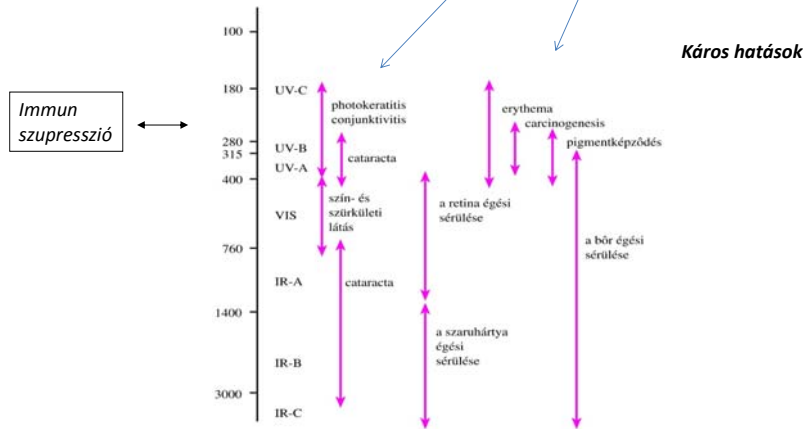 100
Káros hatások
180
UV-C
Immun
szupresszió
photokeratitis
conjunktivitis
erythema
carcinogenesis
280
UV-B
pigmentképződés
315
cataracta
UV-A
400
szín- és
szürkületi
látás
VIS
a retina égési
sérülése
a bőr égési
sérülése
760
IR-A
cataracta
1400
a szaruhártya
égési
sérülése
IR-B
3000
IR-C